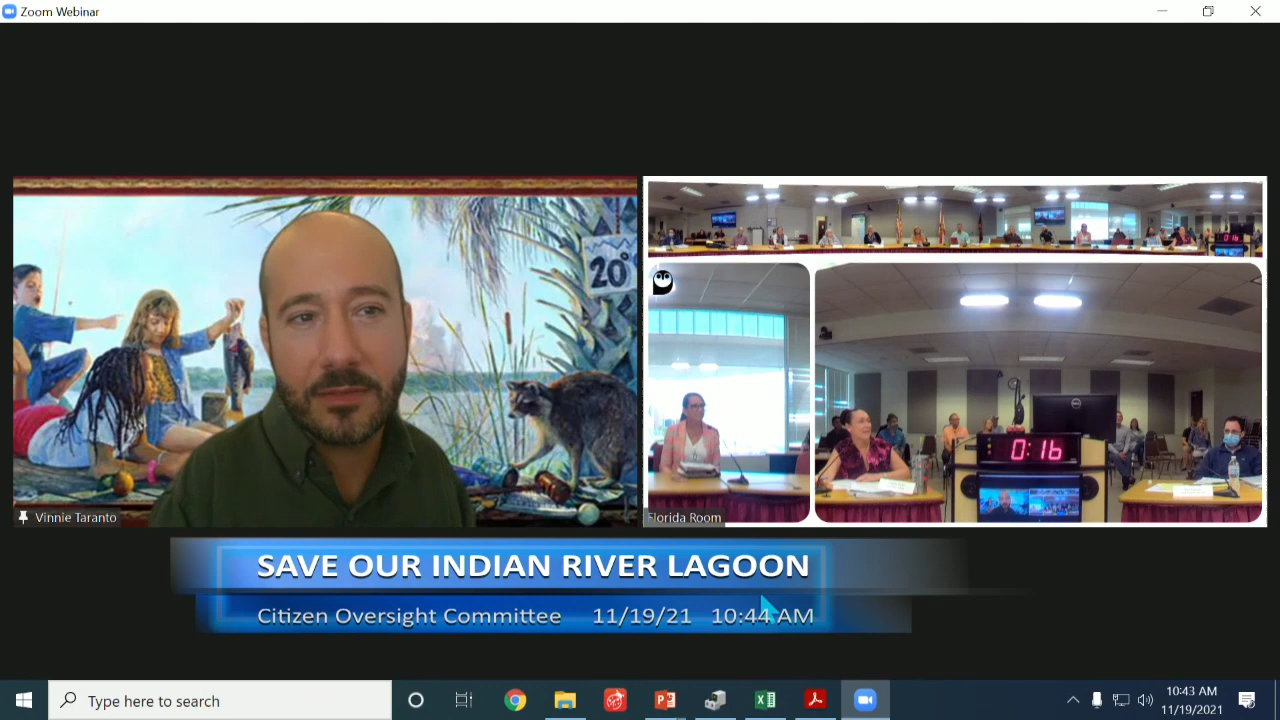 Zoom Webinar
20°
0:16
DELL
Vinnie Taranto
Florida Room
SAVE OUR INDIAN RIVER LAGOON
Citizen Oversight Committee 11/19/21 10:44 AM
Type here to search
10:43 AM
11/19/2021